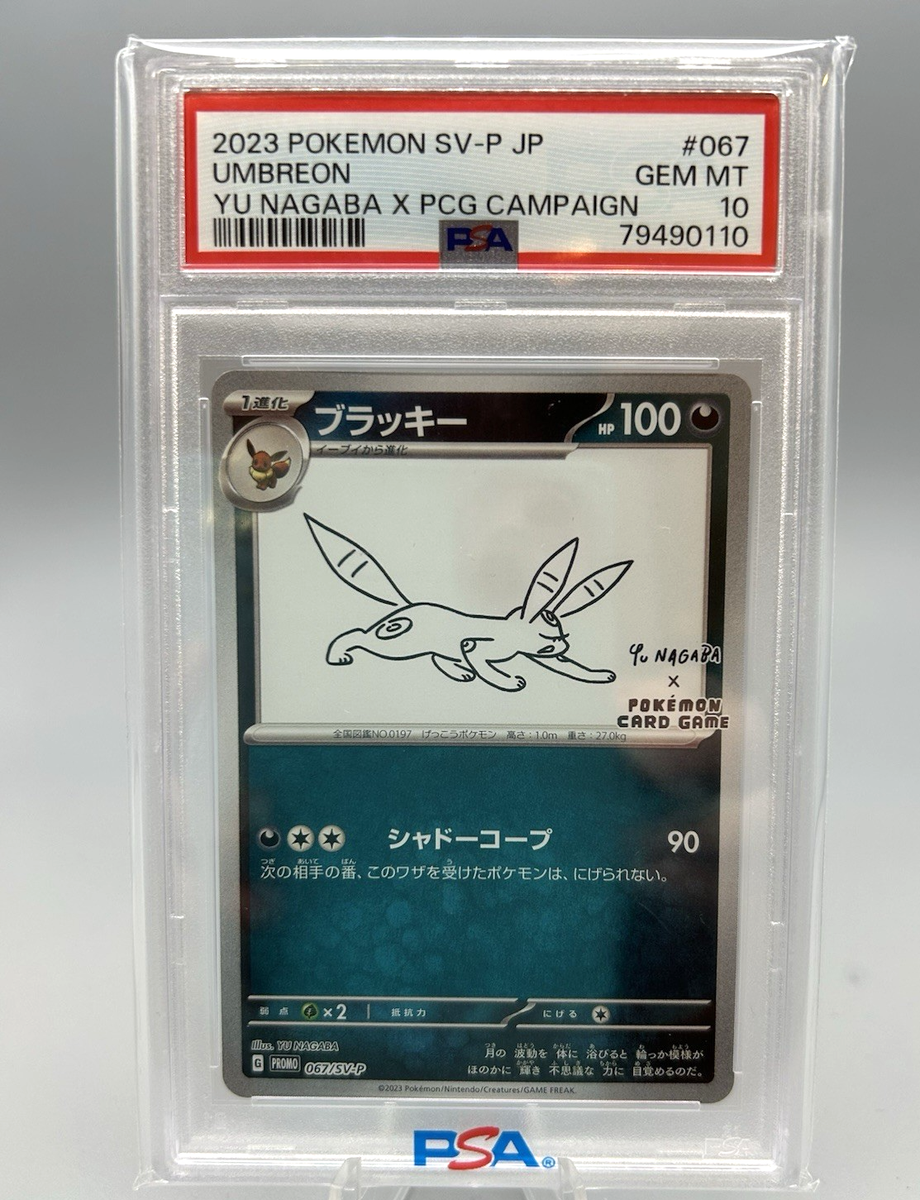 2023 POKEMON SV-P JP #067
UMBREON GEM MT
YU NAGABA X PCG CAMPAIGN 10
PSA 79490110
1進化 ブラッキー HP 100
イーブイから進化
Yu NAGABA
×
POKÉMON
CARD GAME
全国図鑑NO.0197 げっこうポケモン 高さ:1.0m 重さ:27.0kg
シャドーコープ 90
次の相手の番、このワザを受けたポケモンは、にげられない。
弱点 ×2 抵抗力 にげる
Illus. YU NAGABA
月の 波動を 体に 浴びると 輪っか模様が
ほのかに 輝き 不思議な 力に 目覚めるのだ。
G PROMO 067/SV-P
©2023 Pokémon/Nintendo/Creatures/GAME FREAK.
PSA®